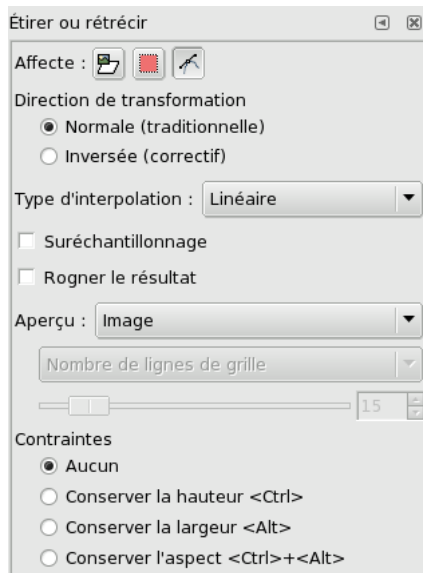 Étirer ou rétrécir
Affecte :
Direction de transformation
Normale (traditionnelle)
Inversée (correctif)
Type d'interpolation : Linéaire
Suréchantillonnage
Rogner le résultat
Aperçu : Image
Nombre de lignes de grille
15
Contraintes
Aucun
Conserver la hauteur <Ctrl>
Conserver la largeur <Alt>
Conserver l'aspect <Ctrl>+<Alt>